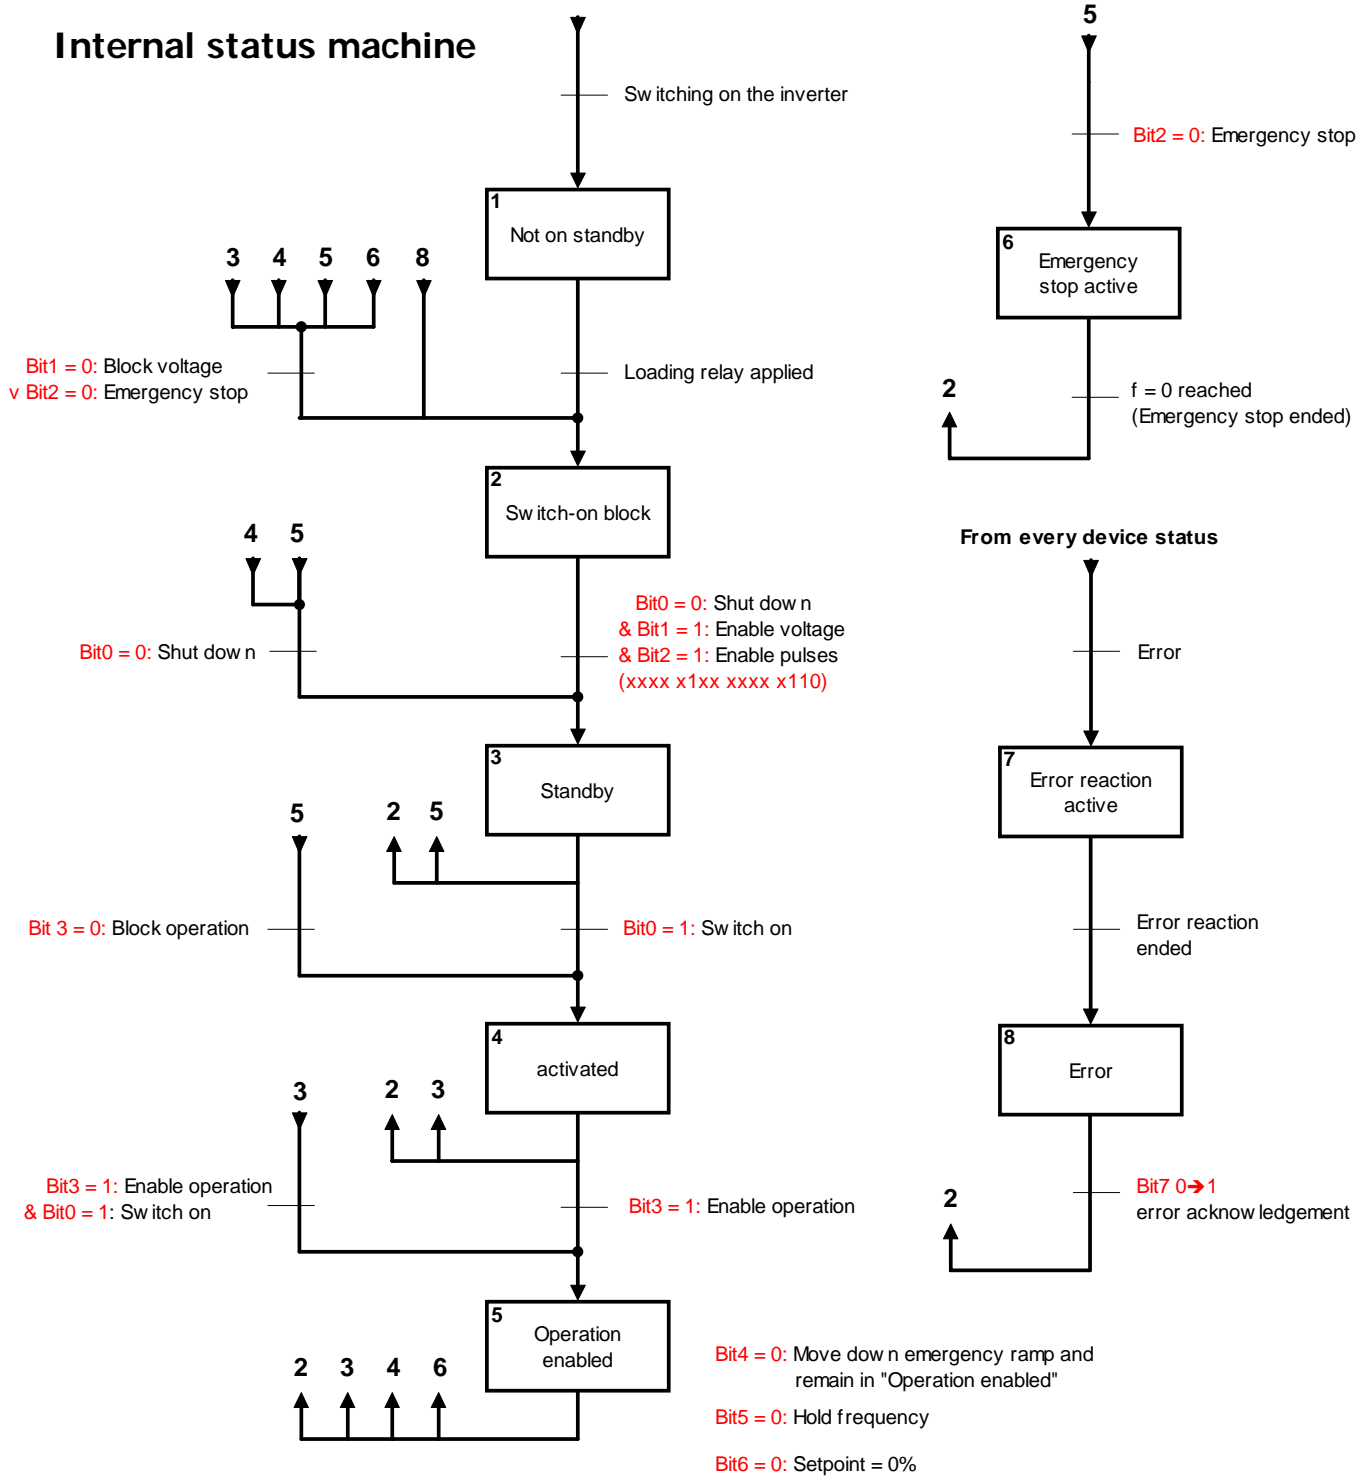 Internal status machine
Switching on the inverter
1
Not on standby
3 4 5 6 8
Bit1 = 0: Block voltage
v Bit2 = 0: Emergency stop
Loading relay applied
2
Switch-on block
4 5
Bit0 = 0: Shut down
Bit0 = 0: Shut down
& Bit1 = 1: Enable voltage
& Bit2 = 1: Enable pulses
(xxxx x1xx xxxx x110)
3
Standby
5
2 5
Bit 3 = 0: Block operation
Bit0 = 1: Switch on
4
activated
3
2 3
Bit3 = 1: Enable operation
& Bit0 = 1: Switch on
Bit3 = 1: Enable operation
5
Operation
enabled
2 3 4 6
Bit4 = 0: Move down emergency ramp and
remain in "Operation enabled"
Bit5 = 0: Hold frequency
Bit6 = 0: Setpoint = 0%
5
Bit2 = 0: Emergency stop
6
Emergency
stop active
2
f = 0 reached
(Emergency stop ended)
From every device status
Error
7
Error reaction
active
Error reaction
ended
8
Error
2
Bit7 0➔1
error acknowledgement